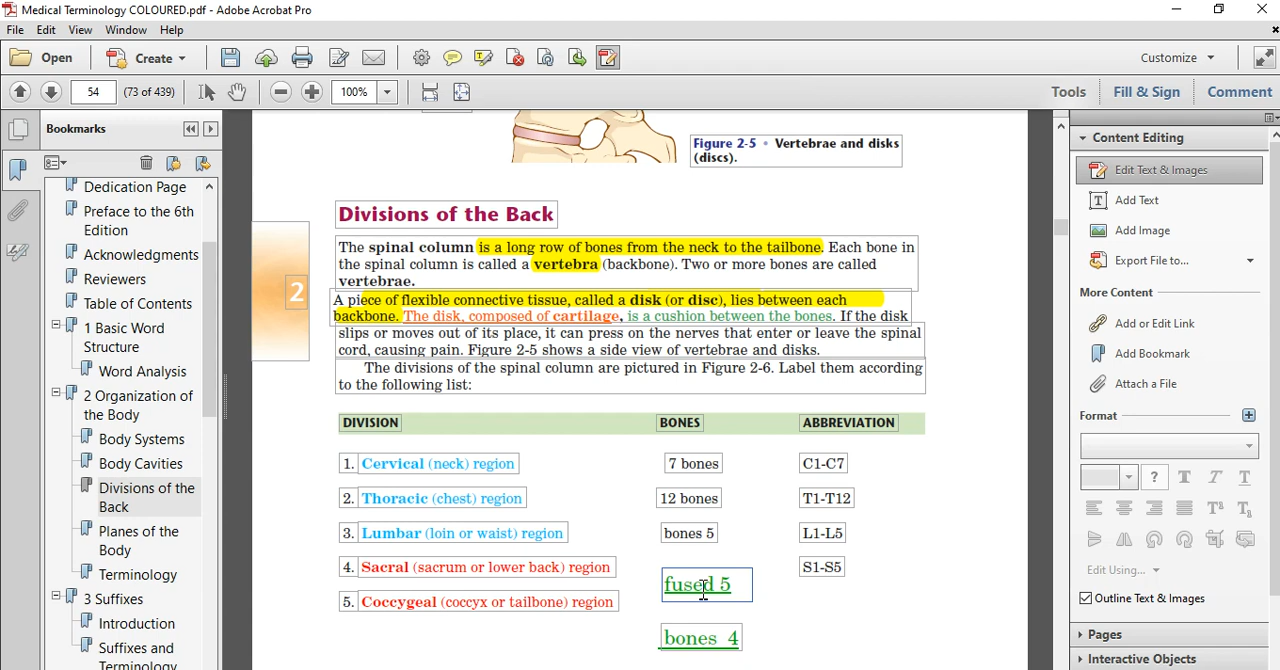 Medical Terminology COLOURED.pdf - Adobe Acrobat Pro
File Edit View Window Help
Open Create Customize
54 (73 of 439) 100% Tools Fill & Sign Comment
Bookmarks
Dedication Page
Preface to the 6th
Edition
Acknowledgments
Reviewers
Table of Contents
1 Basic Word
Structure
Word Analysis
2 Organization of
the Body
Body Systems
Body Cavities
Divisions of the
Back
Planes of the
Body
Terminology
3 Suffixes
Introduction
Suffixes and
Terminology
Figure 2-5 • Vertebrae and disks
(discs).
Divisions of the Back
The spinal column is a long row of bones from the neck to the tailbone. Each bone in
the spinal column is called a vertebra (backbone). Two or more bones are called
vertebrae.
2
A piece of flexible connective tissue, called a disk (or disc), lies between each
backbone. The disk, composed of cartilage, is a cushion between the bones. If the disk
slips or moves out of its place, it can press on the nerves that enter or leave the spinal
cord, causing pain. Figure 2-5 shows a side view of vertebrae and disks.
The divisions of the spinal column are pictured in Figure 2-6. Label them according
to the following list:
DIVISION BONES ABBREVIATION
1. Cervical (neck) region 7 bones C1-C7
2. Thoracic (chest) region 12 bones T1-T12
3. Lumbar (loin or waist) region bones 5 L1-L5
4. Sacral (sacrum or lower back) region fused 5 S1-S5
5. Coccygeal (coccyx or tailbone) region
bones 4
Content Editing
Edit Text & Images
Add Text
Add Image
Export File to...
More Content
Add or Edit Link
Add Bookmark
Attach a File
Format
? T T T
T T
Edit Using...
Outline Text & Images
Pages
Interactive Objects